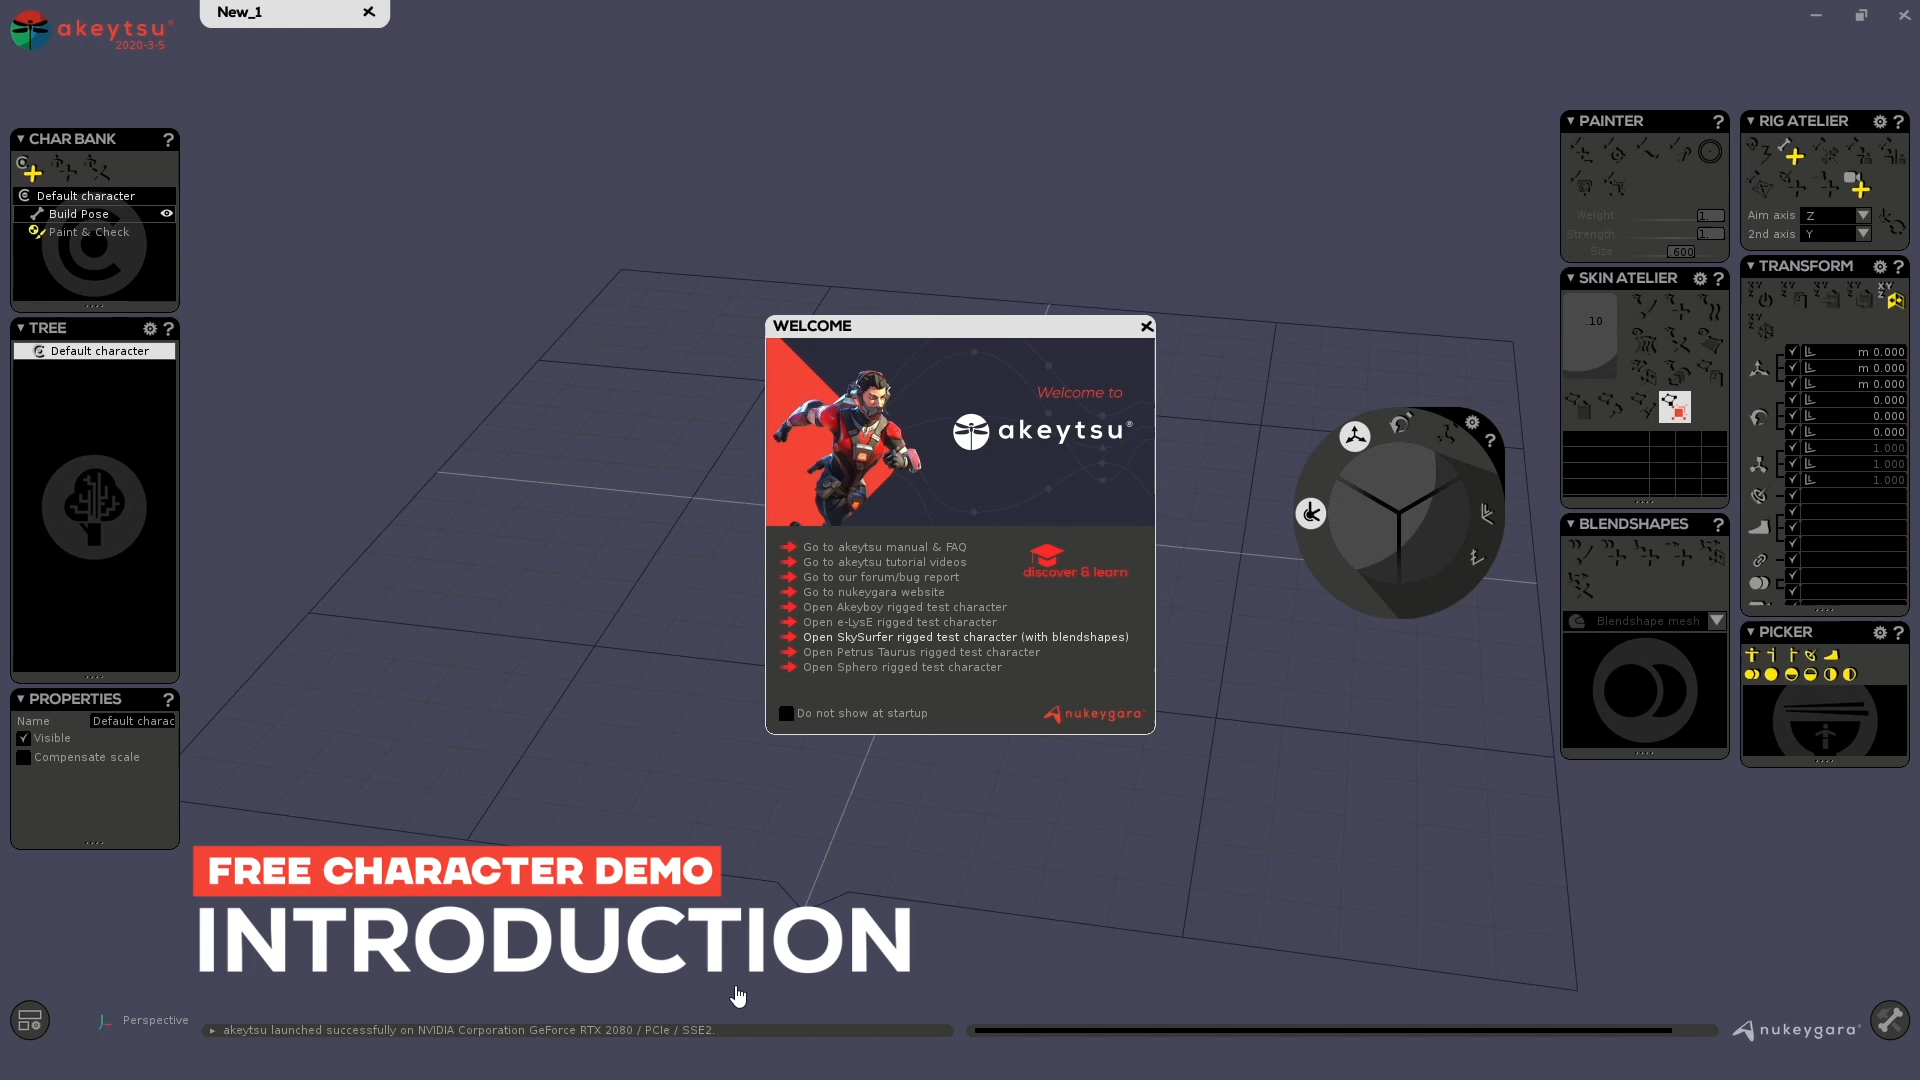 New_1
akeytsu®
2020-3-5
CHAR BANK ?
Default character
Build Pose
Paint & Check
TREE ?
Default character
PROPERTIES ?
Name Default charac
Visible
Compensate scale
WELCOME
Welcome to
akeytsu®
Go to akeytsu manual & FAQ
Go to akeytsu tutorial videos
Go to our forum/bug report
Go to nukeygara website
Open Akeyboy rigged test character
Open e-LysE rigged test character
Open SkySurfer rigged test character (with blendshapes)
Open Petrus Taurus rigged test character
Open Sphero rigged test character
discover & learn
Do not show at startup
nukeygara®
?
PAINTER ?
Weight 1.
Strength 1.
Size .600
SKIN ATELIER ?
.10
BLENDSHAPES ?
Blendshape mesh
RIG ATELIER ?
Aim axis Z
2nd axis Y
TRANSFORM ?
m 0.000
m 0.000
m 0.000
0.000
0.000
0.000
1.000
1.000
1.000
PICKER ?
FREE CHARACTER DEMO
INTRODUCTION
Perspective
akeytsu launched successfully on NVIDIA Corporation GeForce RTX 2080 / PCIe / SSE2.
nukeygara®